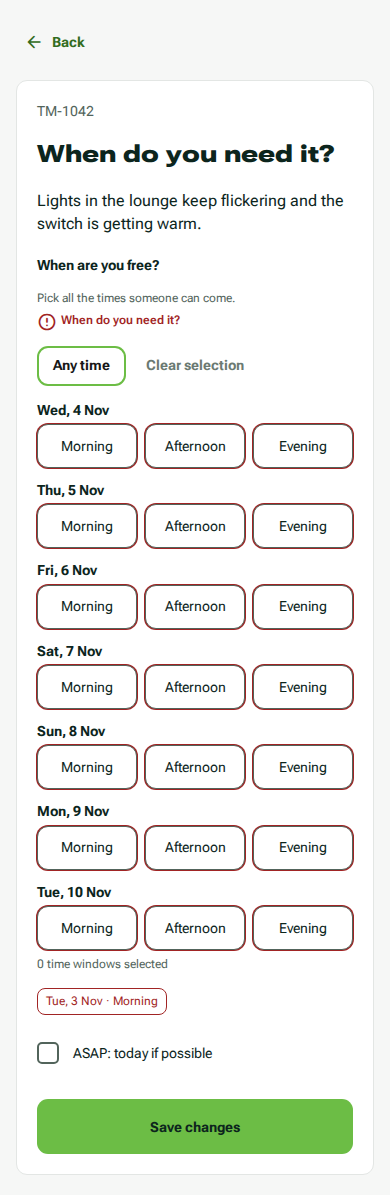 Back
TM-1042
When do you need it?
Lights in the lounge keep flickering and the
switch is getting warm.
When are you free?
Pick all the times someone can come.
When do you need it?
Any time Clear selection
Wed, 4 Nov
Morning Afternoon Evening
Thu, 5 Nov
Morning Afternoon Evening
Fri, 6 Nov
Morning Afternoon Evening
Sat, 7 Nov
Morning Afternoon Evening
Sun, 8 Nov
Morning Afternoon Evening
Mon, 9 Nov
Morning Afternoon Evening
Tue, 10 Nov
Morning Afternoon Evening
0 time windows selected
Tue, 3 Nov · Morning
ASAP: today if possible
Save changes